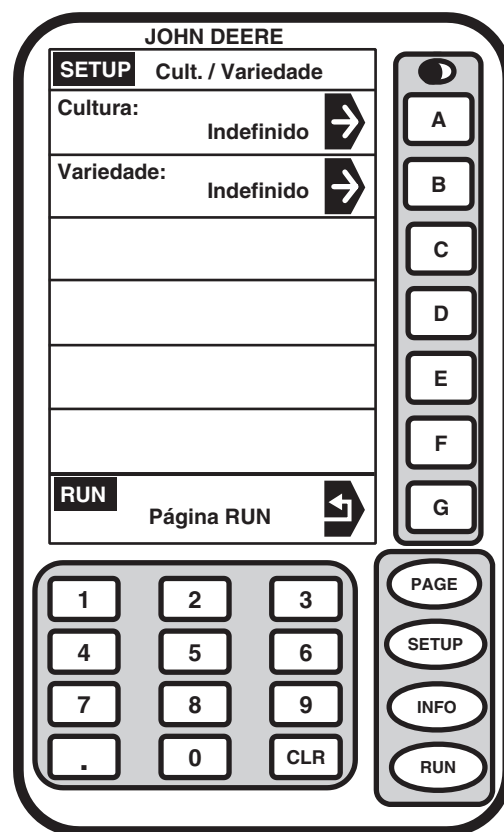 JOHN DEERE
SETUP Cult. / Variedade
Cultura:
Indefinido
Variedade:
Indefinido
RUN
Página RUN
A
B
C
D
E
F
G
1 2 3
4 5 6
7 8 9
. 0 CLR
PAGE
SETUP
INFO
RUN